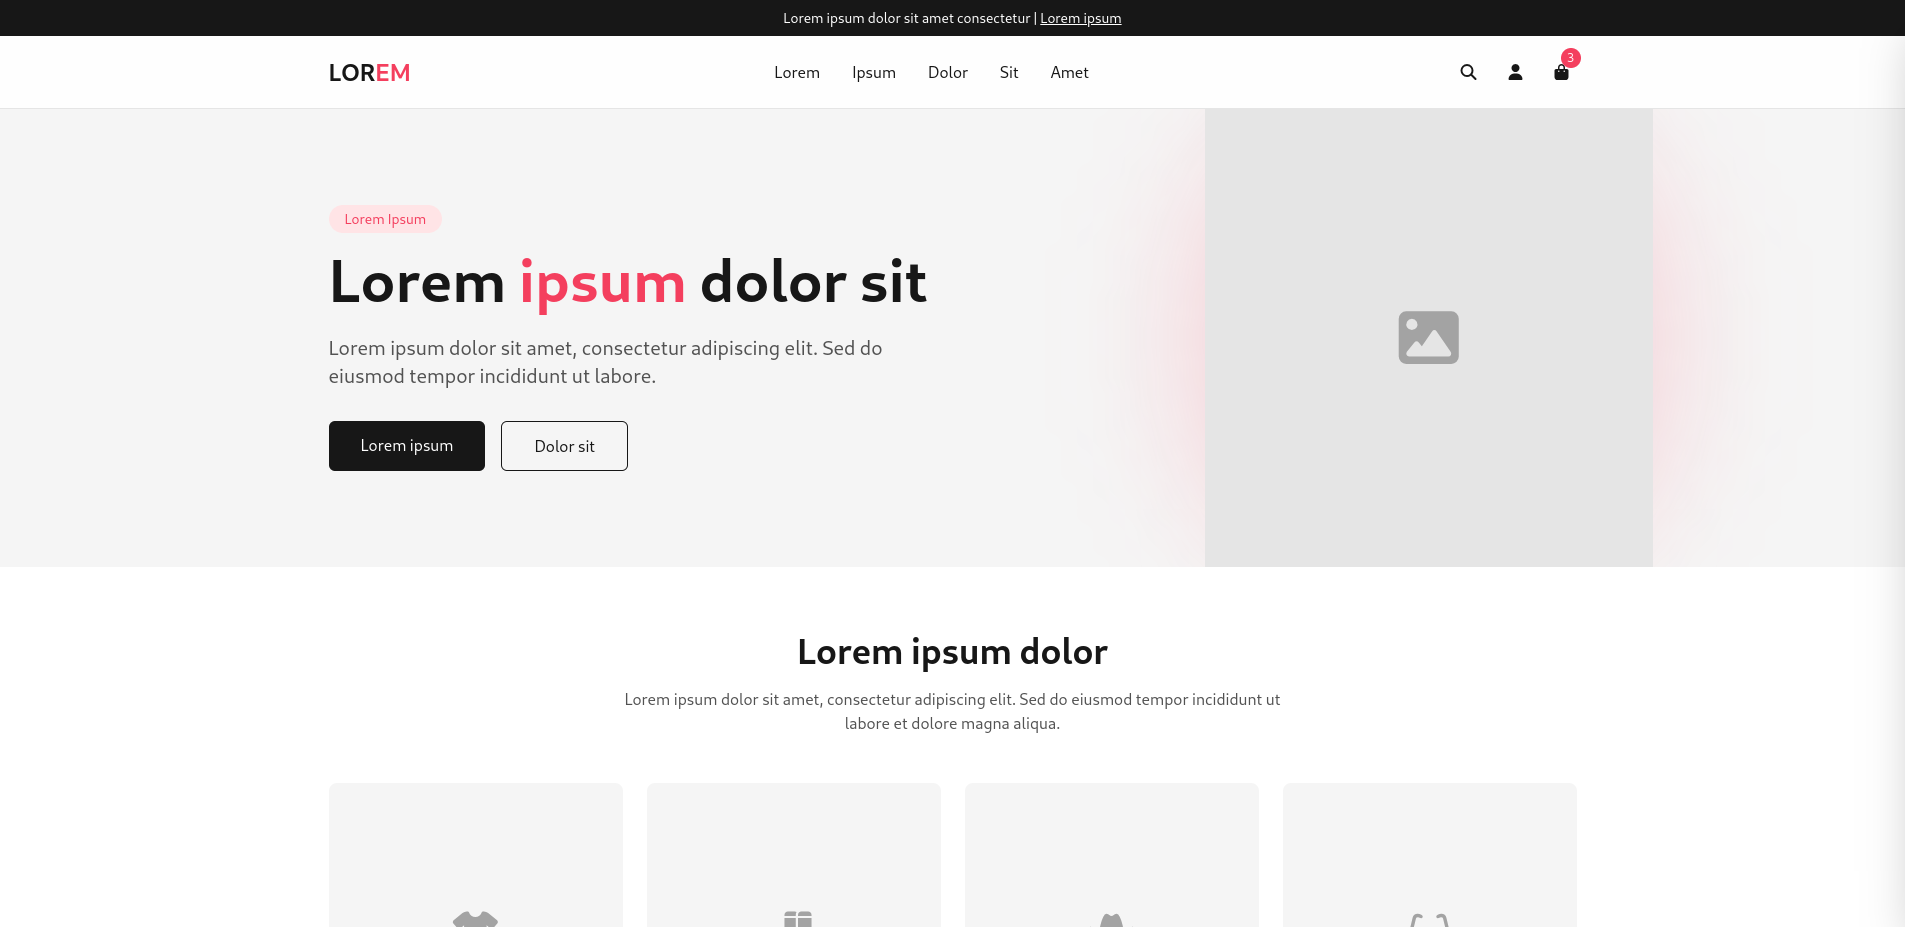 Lorem ipsum dolor sit amet consectetur | Lorem ipsum
LOREM
Lorem
Ipsum
Dolor
Sit
Amet
3
Lorem Ipsum
Lorem ipsum dolor sit
Lorem ipsum dolor sit amet, consectetur adipiscing elit. Sed do
eiusmod tempor incididunt ut labore.
Lorem ipsum
Dolor sit
Lorem ipsum dolor
Lorem ipsum dolor sit amet, consectetur adipiscing elit. Sed do eiusmod tempor incididunt ut
labore et dolore magna aliqua.